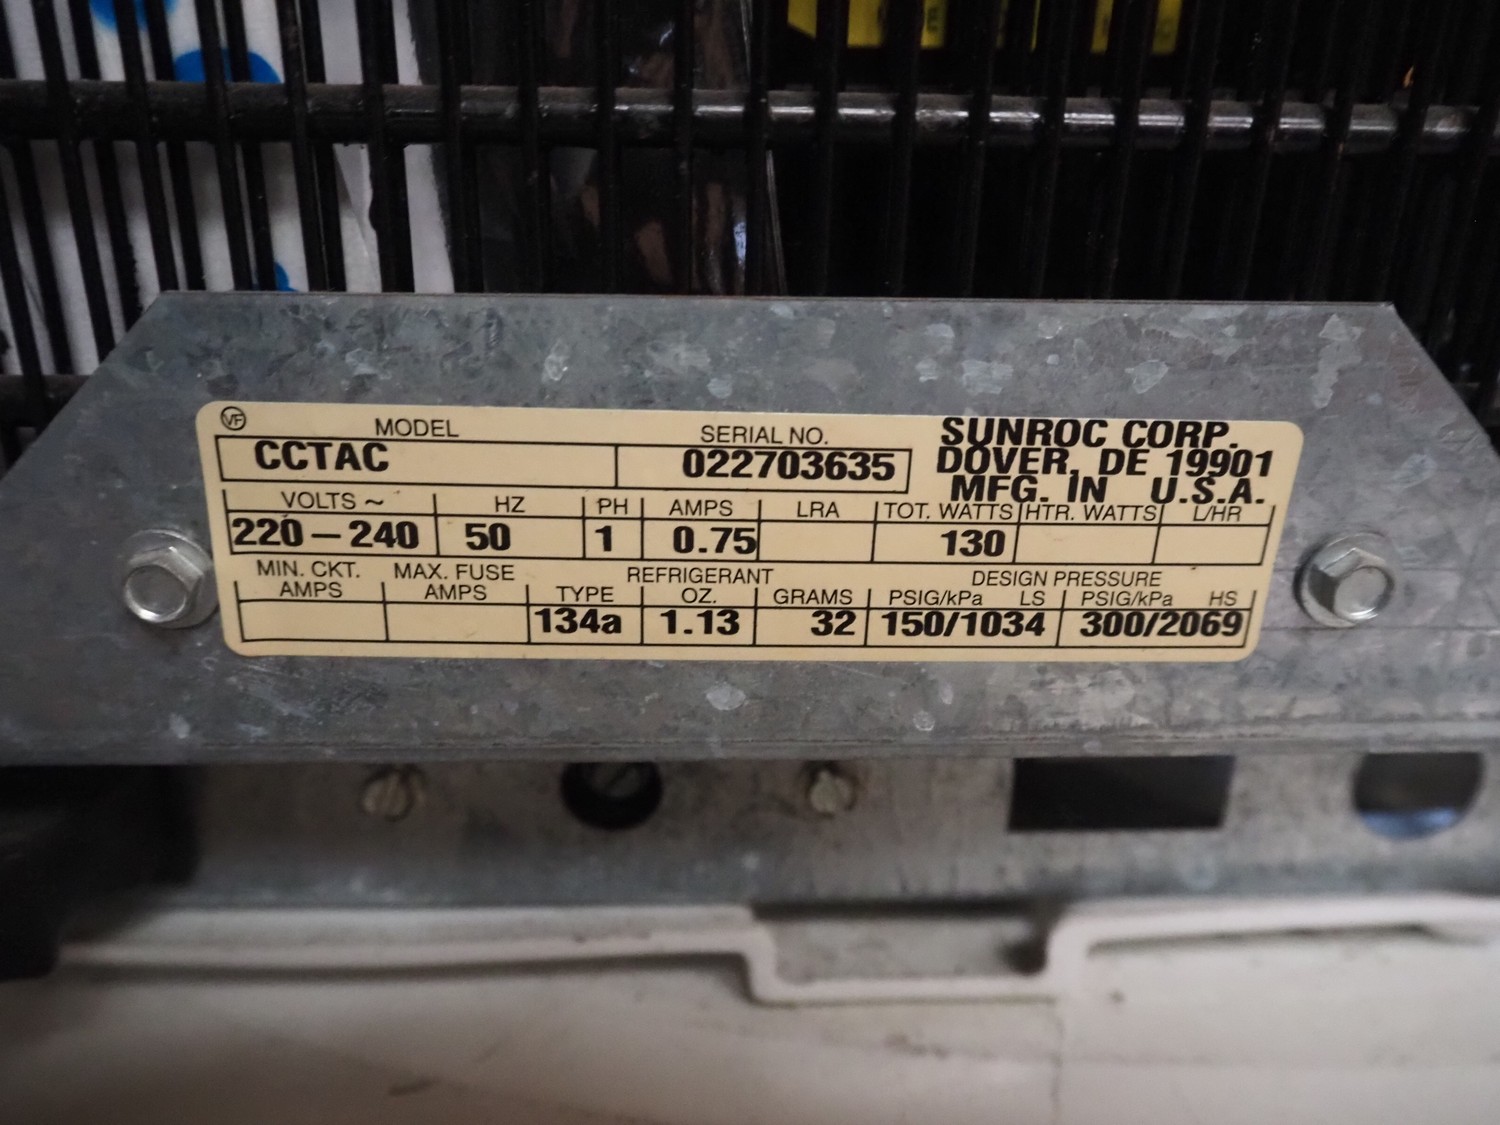 VF
MODEL SERIAL NO. SUNROC CORP.
CCTAC 022703635 DOVER, DE 19901
MFG. IN U.S.A.
VOLTS ~ HZ PH AMPS LRA TOT. WATTS HTR. WATTS L/HR
220-240 50 1 0.75 130
MIN. CKT. MAX. FUSE REFRIGERANT DESIGN PRESSURE
AMPS AMPS TYPE OZ. GRAMS PSIG/kPa LS PSIG/kPa HS
134a 1.13 32 150/1034 300/2069